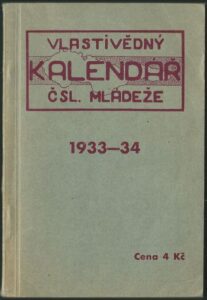 VLASTIVĚDNÝ
KALENDÁŘ
ČSL. MLÁDEŽE
1933—34
Cena 4 Kč